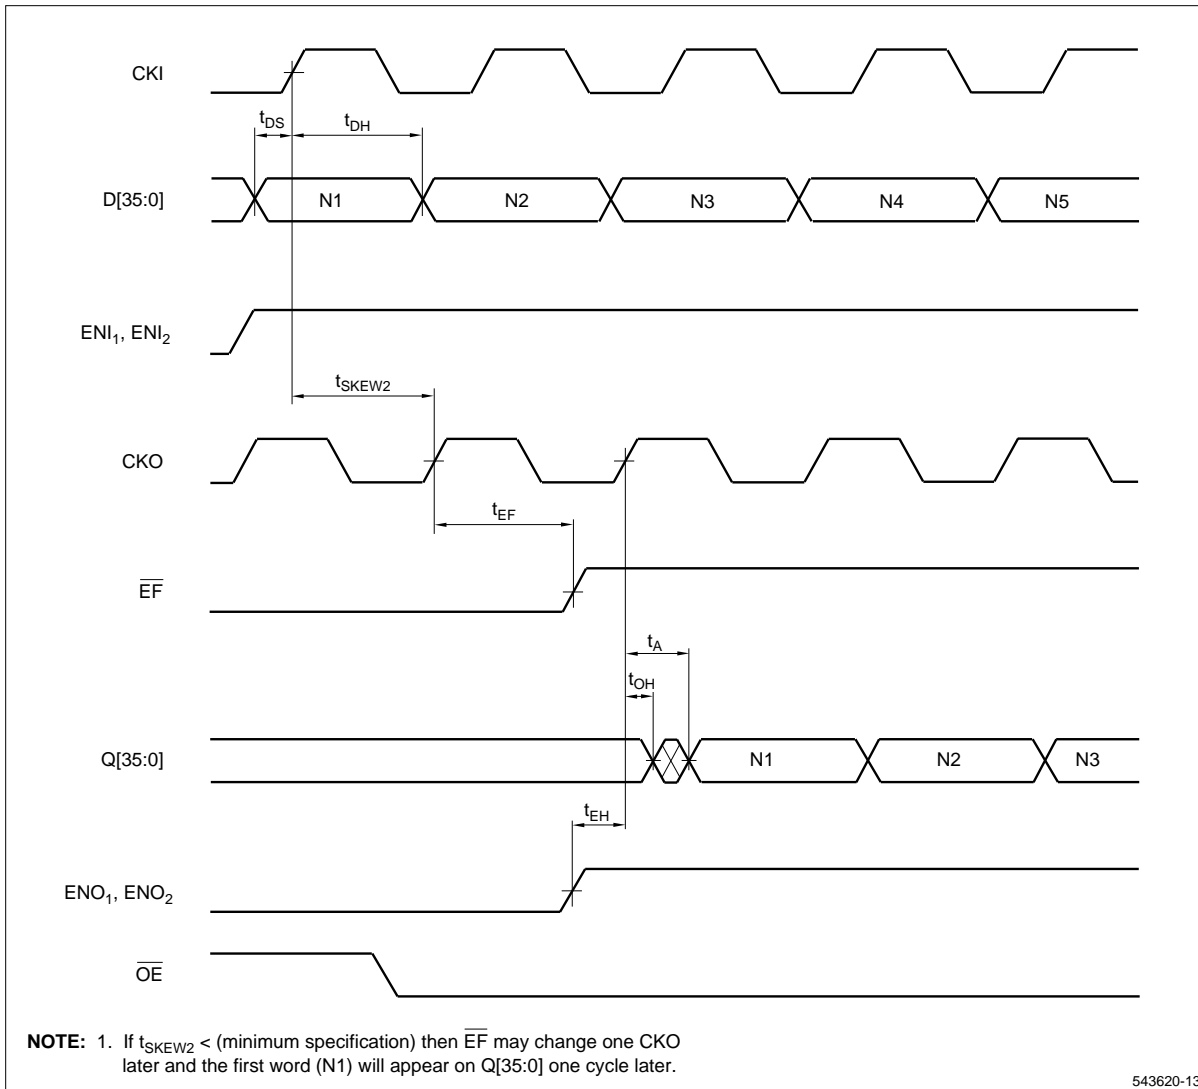 CKI
tDS
tDH
D[35:0]
N1
N2
N3
N4
N5
ENI1, ENI2
tSKEW2
CKO
tEF
EF
tA
tOH
Q[35:0]
N1
N2
N3
tEH
ENO1, ENO2
OE
NOTE: 1. If tSKEW2 < (minimum specification) then EF may change one CKO
later and the first word (N1) will appear on Q[35:0] one cycle later.
543620-13